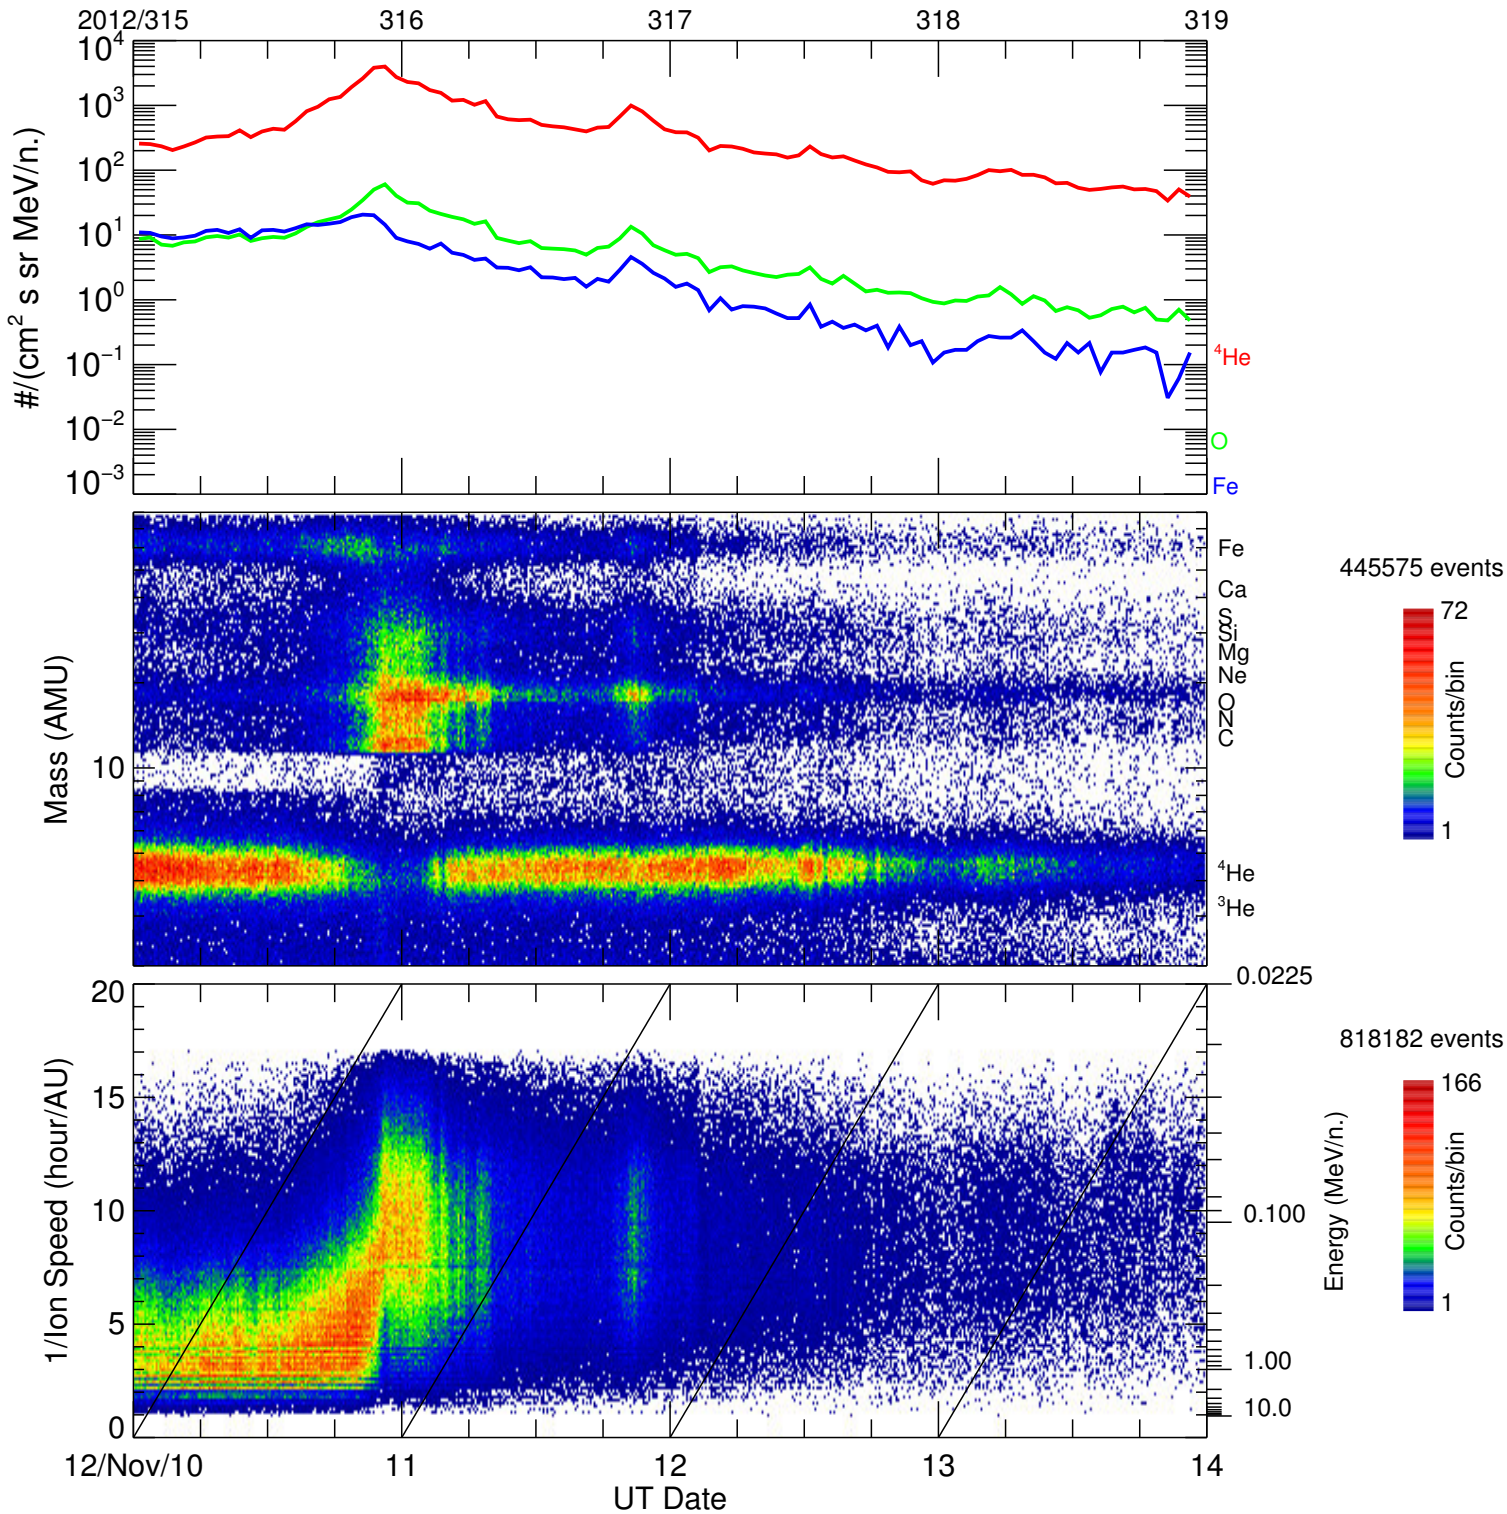 2012/315 316 317 318 319
10^4
10^3
10^2
10^1
10^0
10^-1
10^-2
10^-3
#/(cm^2 s sr MeV/n.)
^4He
O
Fe
Mass (AMU)
10
Fe
Ca
S
Si
Mg
Ne
O
N
C
^4He
^3He
445575 events
72
Counts/bin
1
1/Ion Speed (hour/AU)
20
15
10
5
0
0.0225
0.100
1.00
10.0
Energy (MeV/n.)
818182 events
166
Counts/bin
1
12/Nov/10 11 12 13 14
UT Date